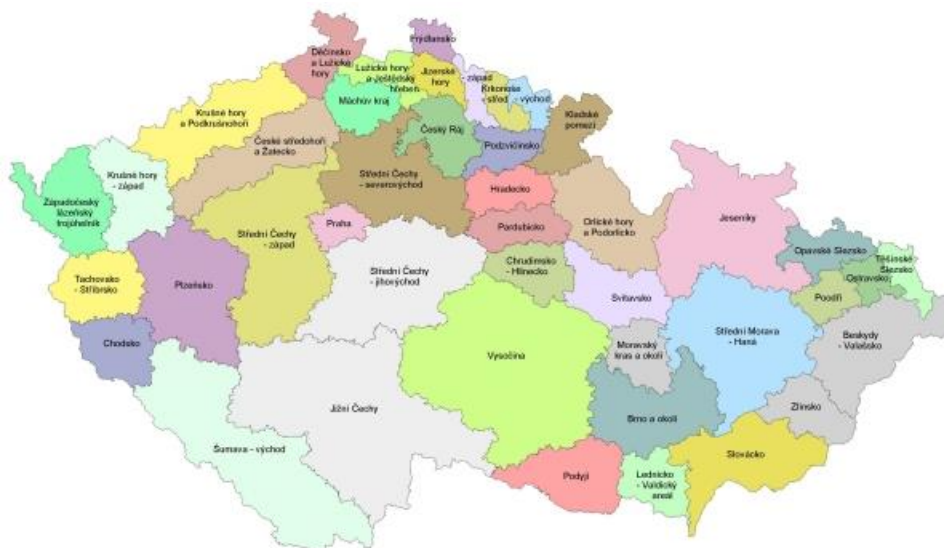 Frýdlansko
Děčínsko
a Lužické
hory
Lužické hory
a Ještědský
hřeben
Jizerské
hory
- západ
Krkonoše
- střed
- východ
Máchův kraj
Krušné hory
a Podkrušnohoří
České středohoří
a Žatecko
Český Ráj
Podzvičinsko
Kladské
pomezí
Krušné hory
- západ
Západočeský
lázeňský
trojúhelník
Střední Čechy
- severovýchod
Hradecko
Orlické hory
a Podorlicko
Jeseníky
Praha
Střední Čechy
- západ
Pardubicko
Opavské Slezsko
Těšínské
Slezsko
Ostravsko
Poodří
Tachovsko
- Stříbrsko
Plzeňsko
Střední Čechy
- jihovýchod
Chrudimsko
- Hlinecko
Svitavsko
Střední Morava
- Haná
Beskydy
- Valašsko
Chodsko
Vysočina
Moravský
kras a okolí
Zlínsko
Jižní Čechy
Brno a okolí
Šumava - východ
Slovácko
Podyjí
Lednicko
- Valdický
areál